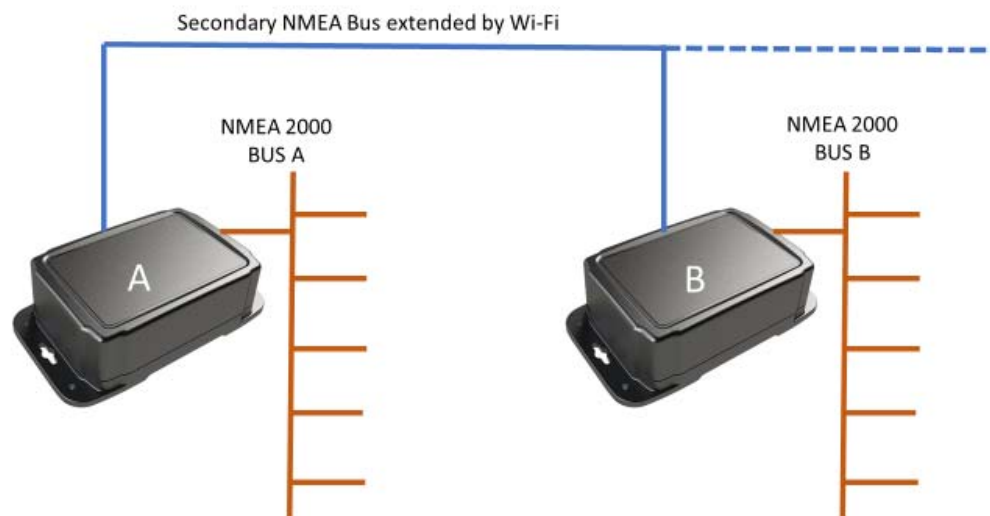 Secondary NMEA Bus extended by Wi-Fi
NMEA 2000
BUS A
NMEA 2000
BUS B
A
B